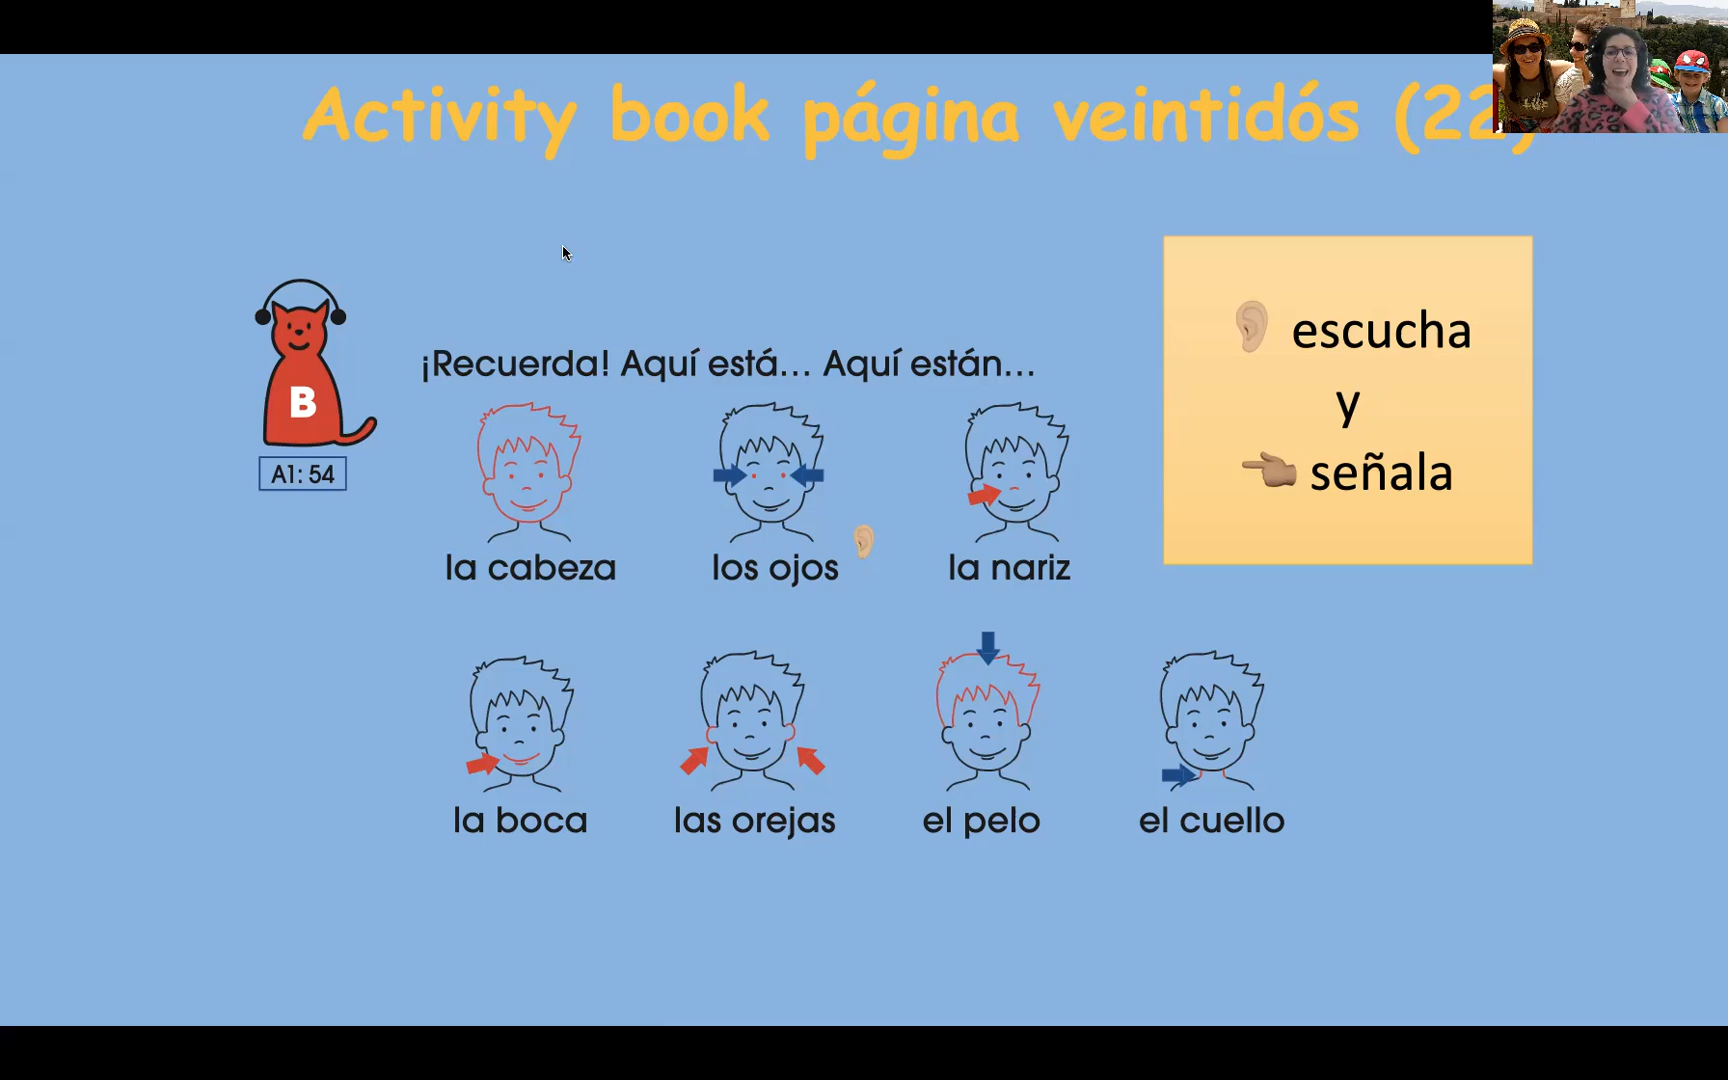 Activity book página veintidós (22)
¡Recuerda! Aquí está... Aquí están...
B
A1: 54
la cabeza
los ojos
la nariz
escucha
y
señala
la boca
las orejas
el pelo
el cuello